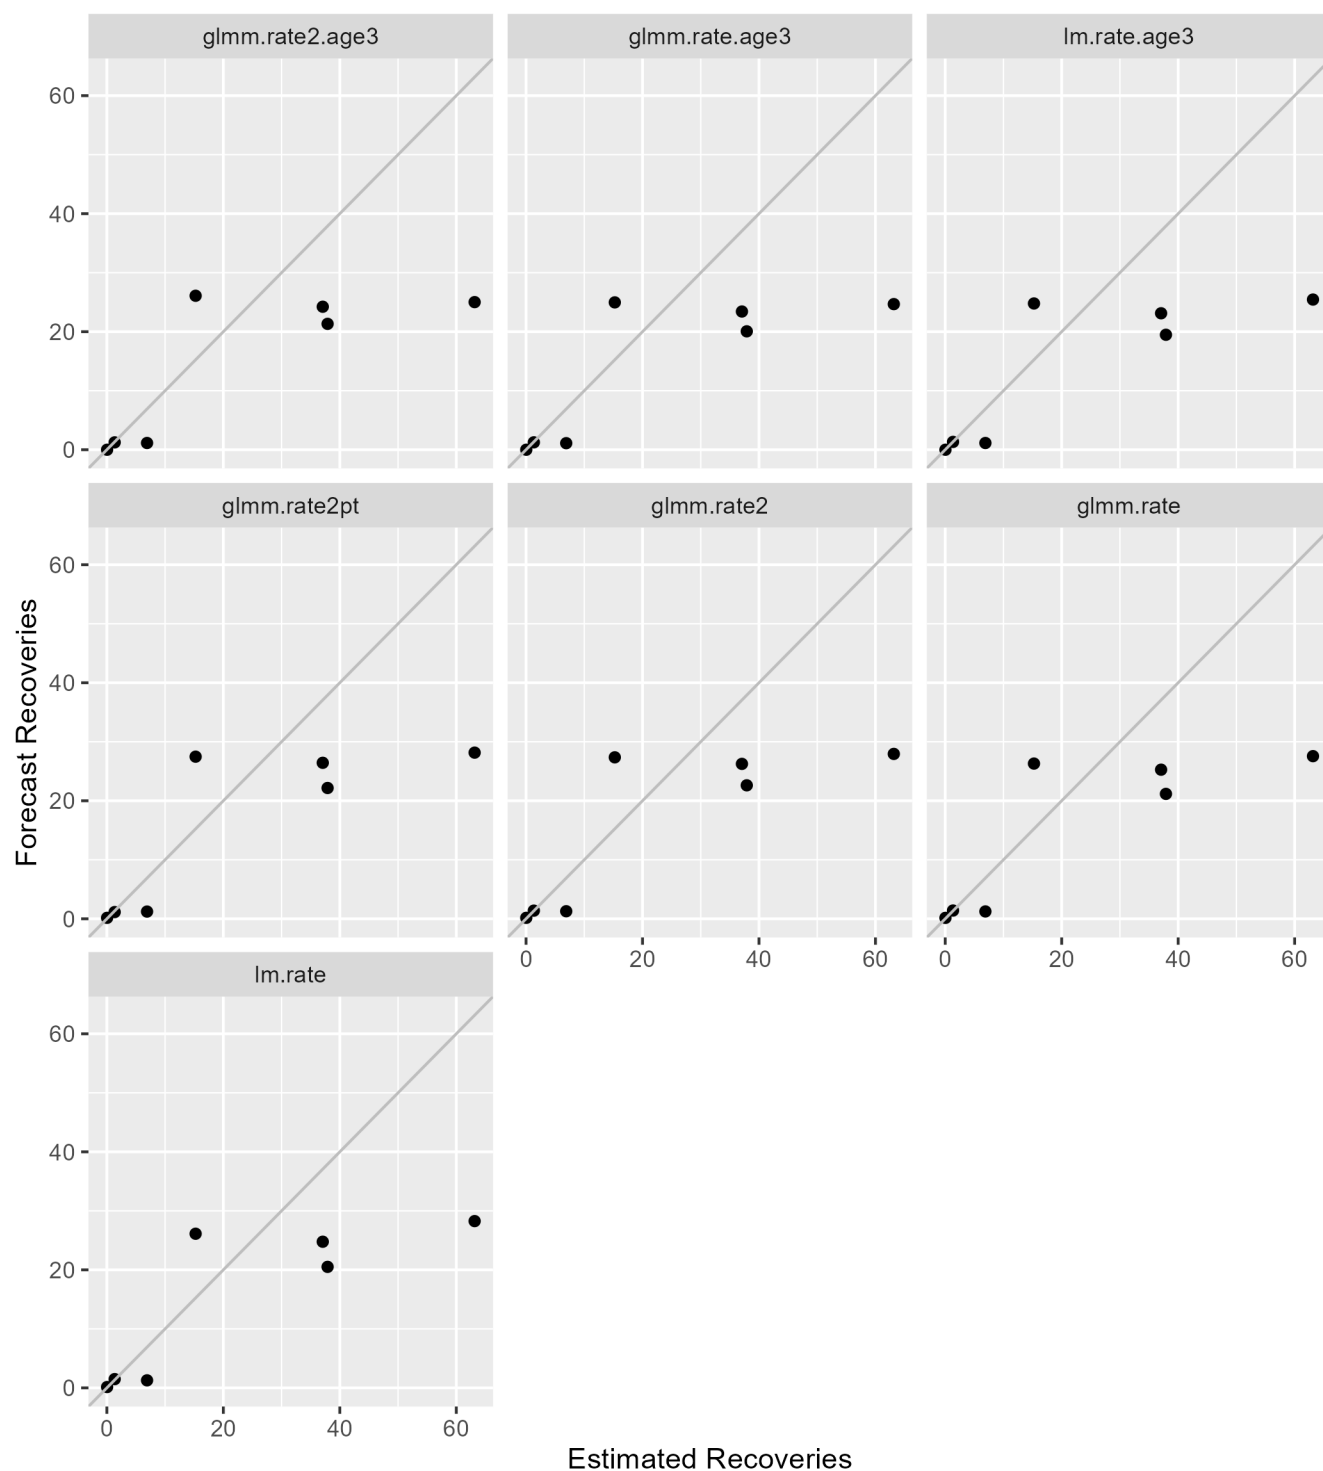 glmm.rate2.age3
glmm.rate.age3
lm.rate.age3
60
40
20
0
glmm.rate2pt
glmm.rate2
glmm.rate
60
40
20
0
0 20 40 60
0 20 40 60
lm.rate
60
40
20
0
0 20 40 60
Forecast Recoveries
Estimated Recoveries